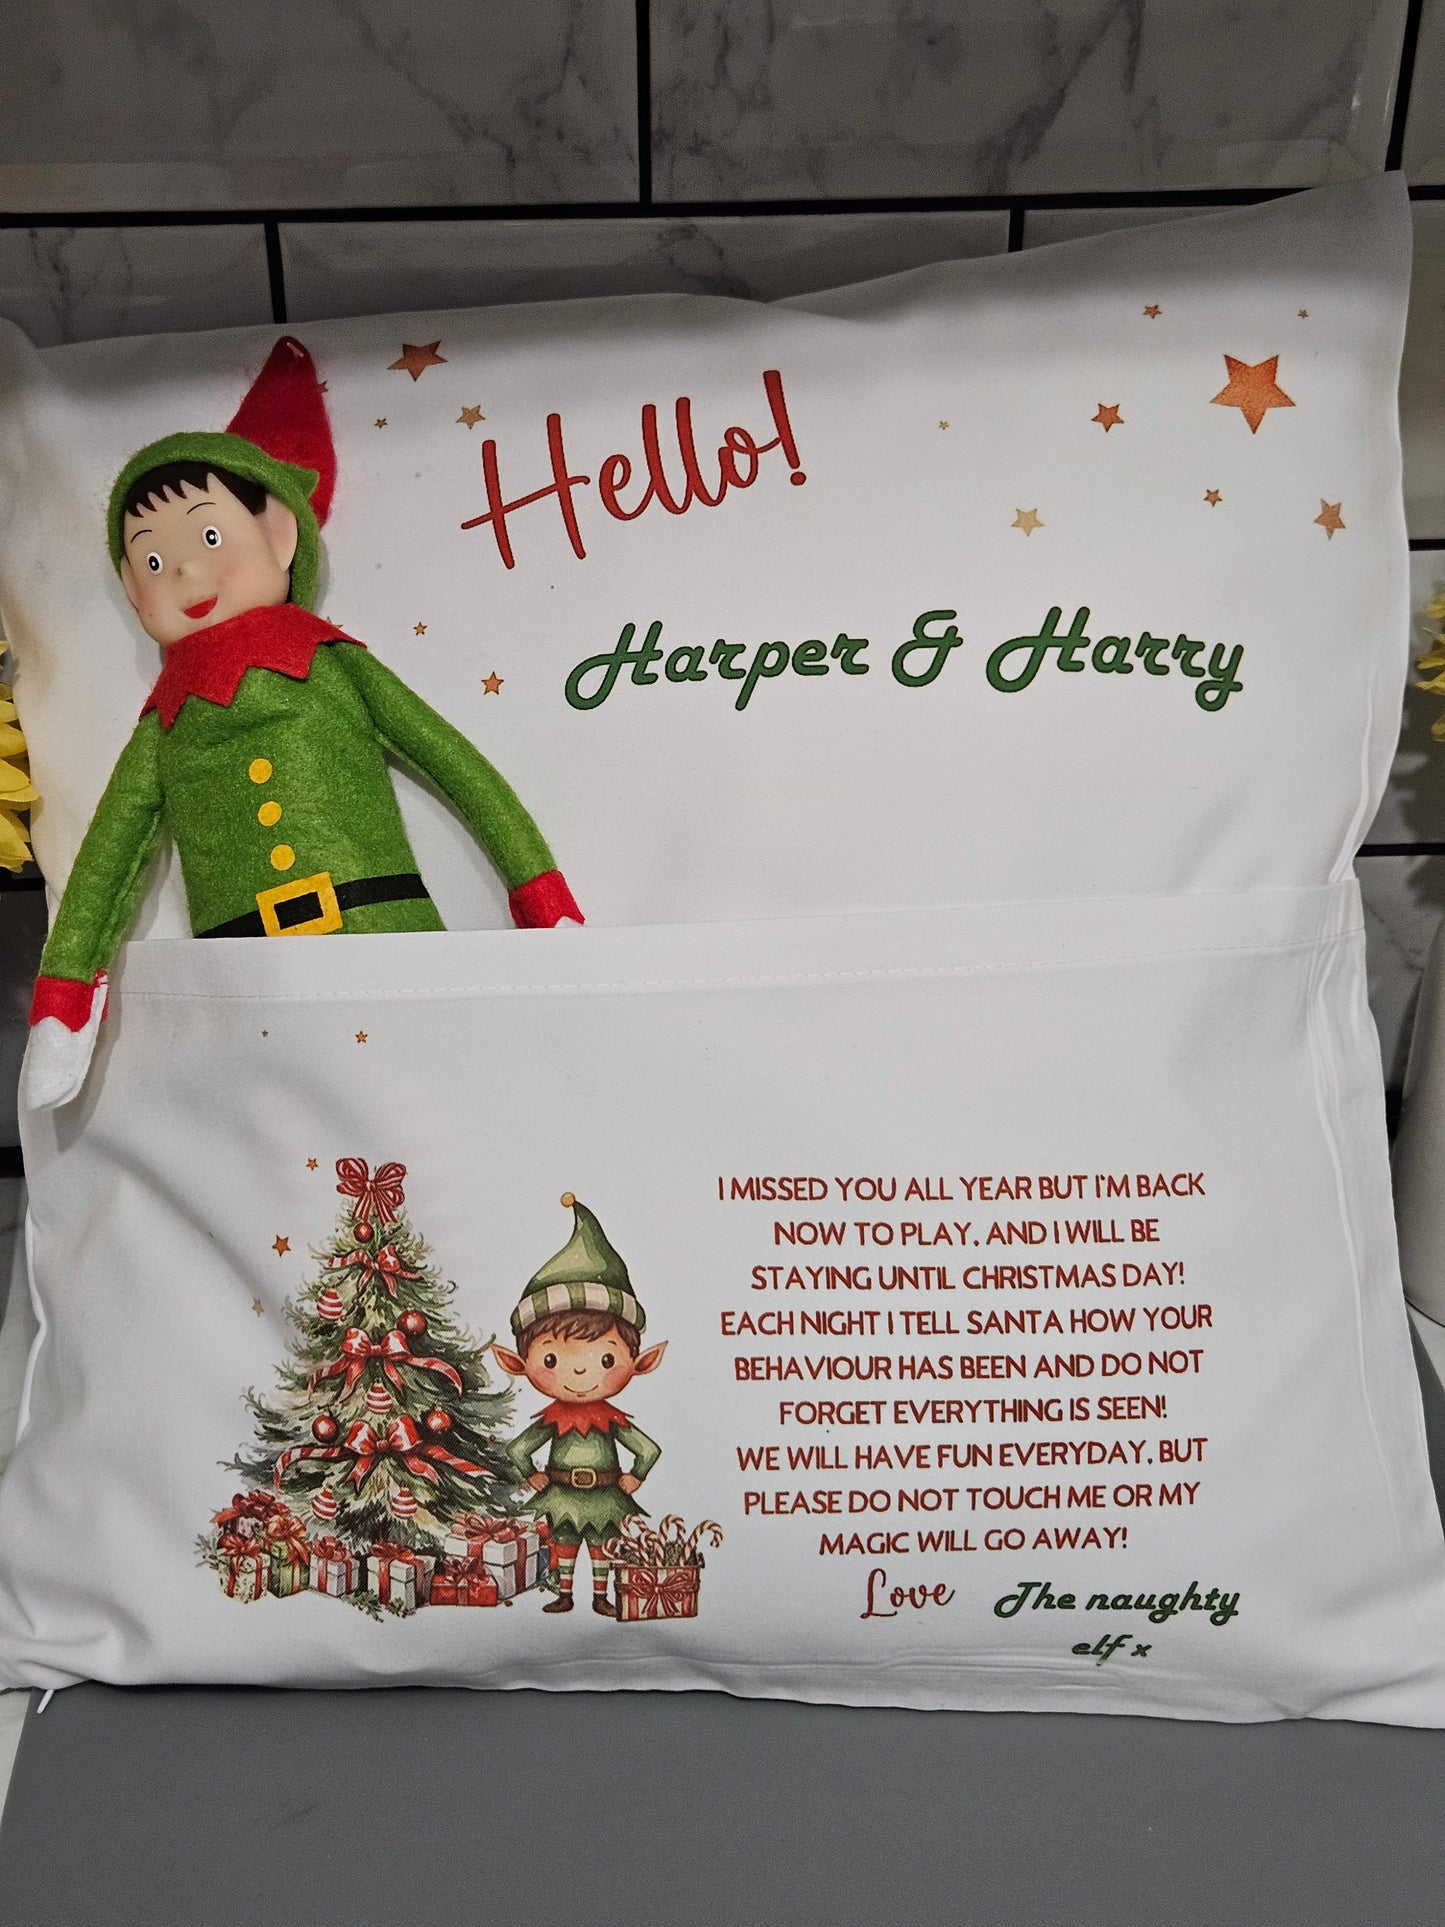 Hello!
Harper & Harry
I MISSED YOU ALL YEAR BUT I'M BACK
NOW TO PLAY, AND I WILL BE
STAYING UNTIL CHRISTMAS DAY!
EACH NIGHT I TELL SANTA HOW YOUR
BEHAVIOUR HAS BEEN AND DO NOT
FORGET EVERYTHING IS SEEN!
WE WILL HAVE FUN EVERYDAY, BUT
PLEASE DO NOT TOUCH ME OR MY
MAGIC WILL GO AWAY!
Love The naughty
elf x